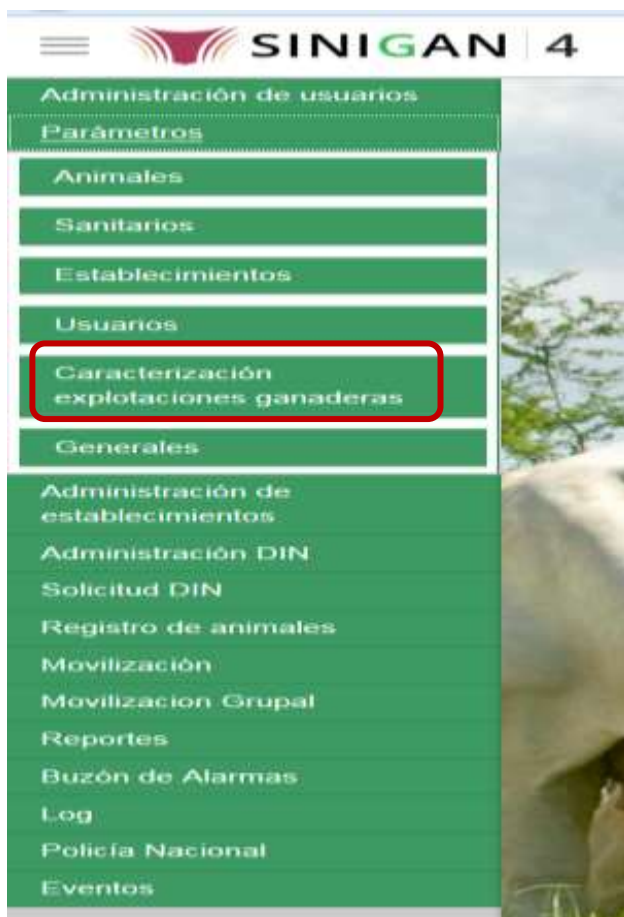 SINIGAN 4
Administración de usuarios
Parámetros
Animales
Sanitarios
Establecimientos
Usuarios
Caracterización
explotaciones ganaderas
Generales
Administración de
establecimientos
Administración DIN
Solicitud DIN
Registro de animales
Movilización
Movilizacion Grupal
Reportes
Buzón de Alarmas
Log
Policía Nacional
Eventos